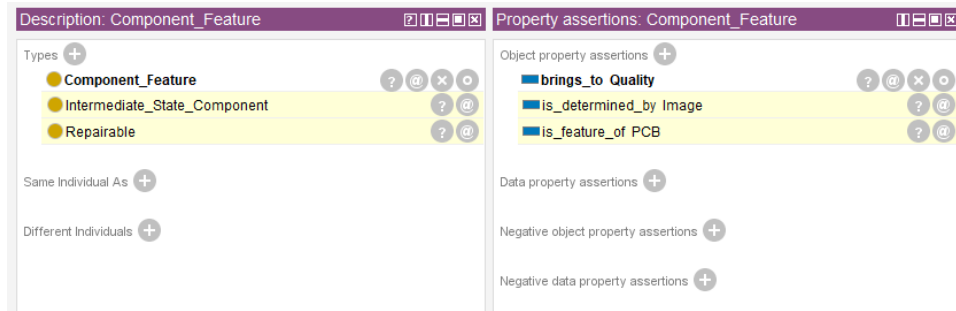 Description: Component_Feature
Types
Component_Feature
Intermediate_State_Component
Repairable
Same Individual As
Different Individuals
Property assertions: Component_Feature
Object property assertions
brings_to Quality
is_determined_by Image
is_feature_of PCB
Data property assertions
Negative object property assertions
Negative data property assertions